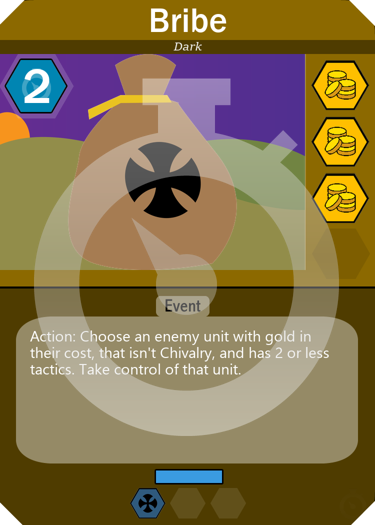 Bribe
Dark
2
Event
Action: Choose an enemy unit with gold in
their cost, that isn't Chivalry, and has 2 or less
tactics. Take control of that unit.